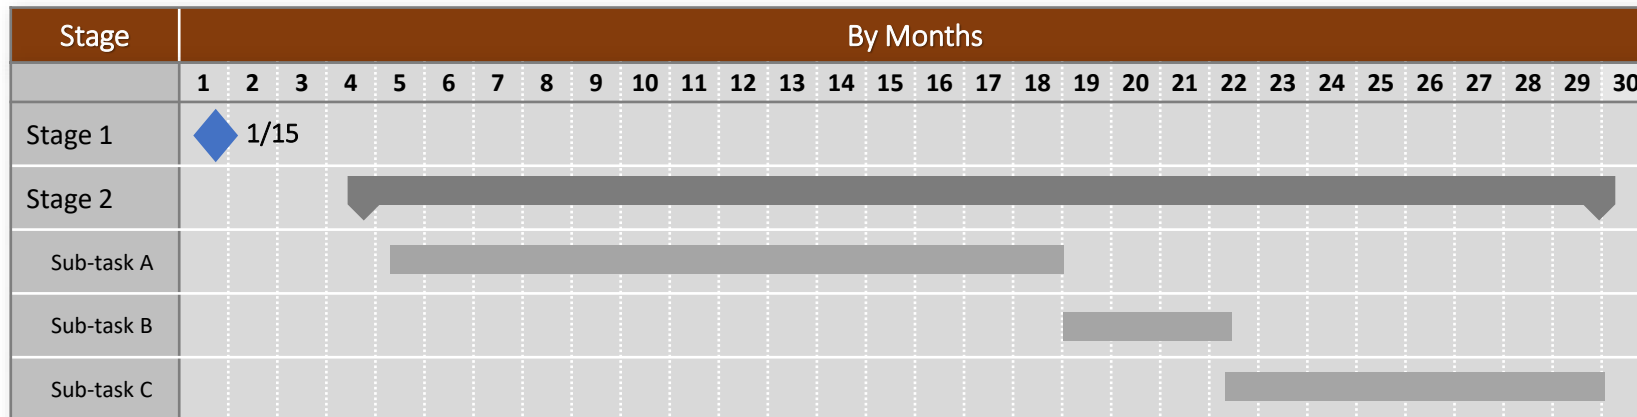 Stage By Months
1 2 3 4 5 6 7 8 9 10 11 12 13 14 15 16 17 18 19 20 21 22 23 24 25 26 27 28 29 30
Stage 1 1/15
Stage 2
Sub-task A
Sub-task B
Sub-task C